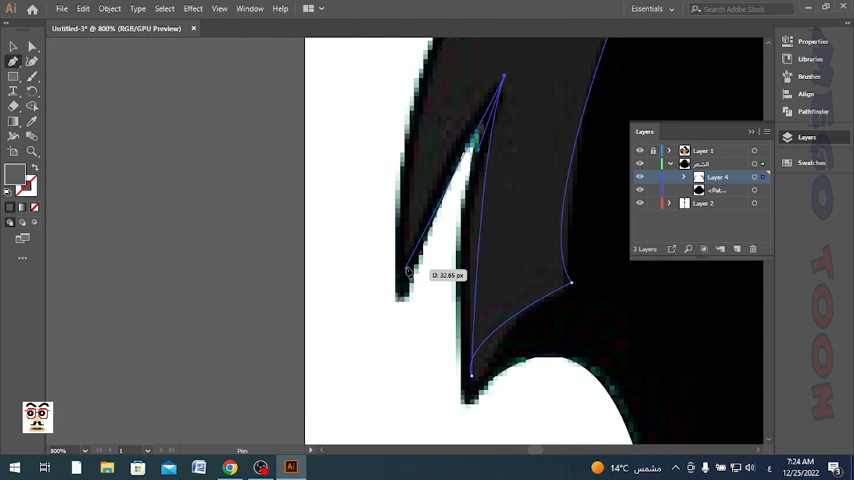 Ai File Edit Object Type Select Effect View Window Help Essentials Search Adobe Stock
Untitled-3* @ 800% (RGB/GPU Preview)
Properties
Libraries
Brushes
Align
Pathfinder
Layers
Swatches
Layers
Layer 1
الشعر
Layer 4
<Pat...
Layer 2
3 Layers
D: 32.65 px
OMEGO TOON
800% 1 Pen
14°C مشمس ع 7:24 AM
12/25/2022